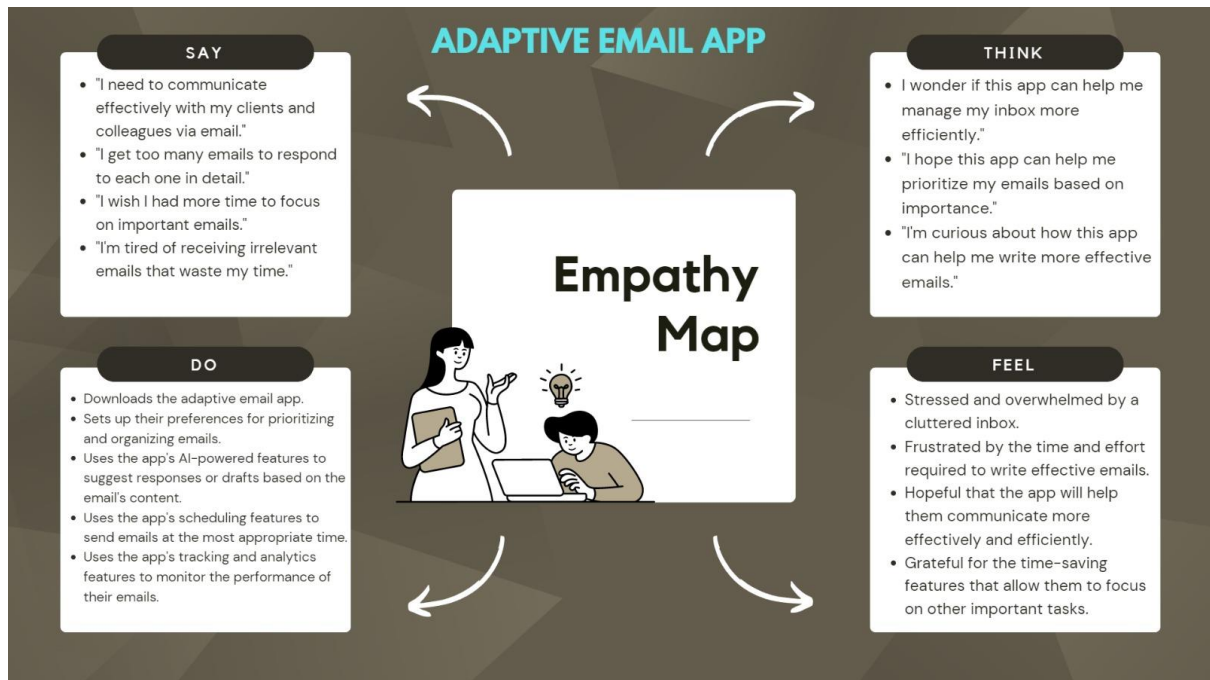 ADAPTIVE EMAIL APP
SAY
• "I need to communicate
effectively with my clients and
colleagues via email."
• "I get too many emails to respond
to each one in detail."
• "I wish I had more time to focus
on important emails."
• "I'm tired of receiving irrelevant
emails that waste my time."
THINK
• I wonder if this app can help me
manage my inbox more
efficiently."
• "I hope this app can help me
prioritize my emails based on
importance."
• "I'm curious about how this app
can help me write more effective
emails."
Empathy
Map
DO
• Downloads the adaptive email app.
• Sets up their preferences for prioritizing
and organizing emails.
• Uses the app's AI-powered features to
suggest responses or drafts based on the
email's content.
• Uses the app's scheduling features to
send emails at the most appropriate time.
• Uses the app's tracking and analytics
features to monitor the performance of
their emails.
FEEL
• Stressed and overwhelmed by a
cluttered inbox.
• Frustrated by the time and effort
required to write effective emails.
• Hopeful that the app will help
them communicate more
effectively and efficiently.
• Grateful for the time-saving
features that allow them to focus
on other important tasks.